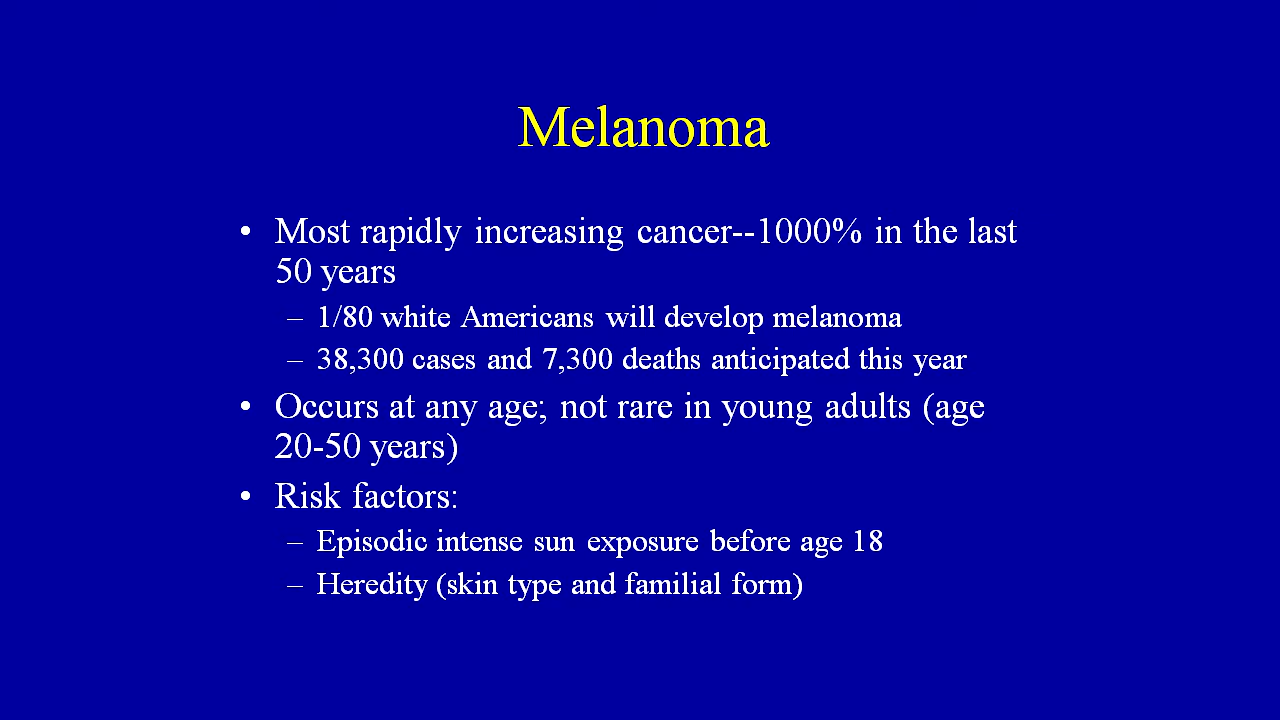 Melanoma
• Most rapidly increasing cancer--1000% in the last
50 years
– 1/80 white Americans will develop melanoma
– 38,300 cases and 7,300 deaths anticipated this year
• Occurs at any age; not rare in young adults (age
20-50 years)
• Risk factors:
– Episodic intense sun exposure before age 18
– Heredity (skin type and familial form)